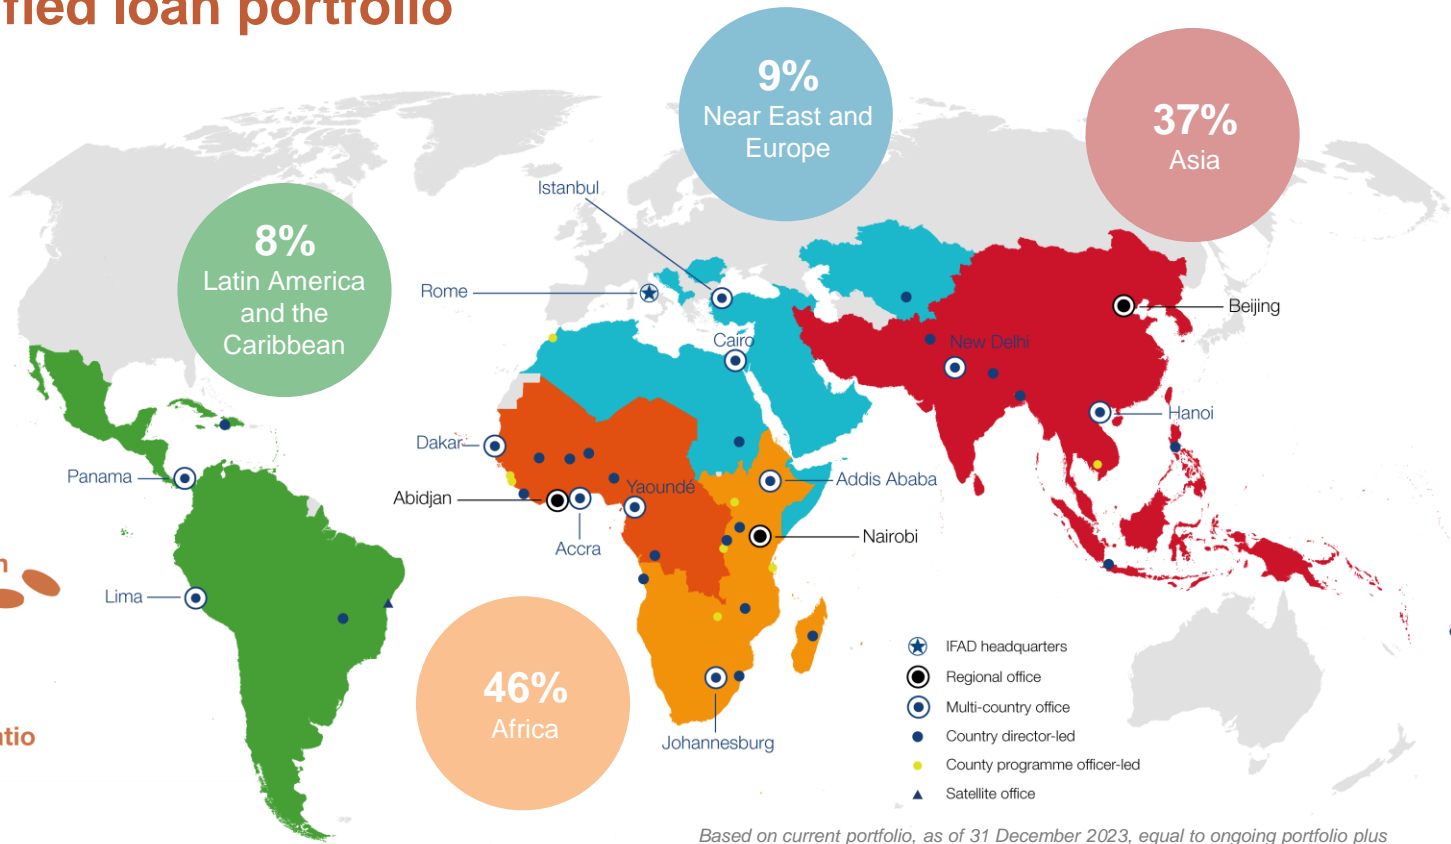 fied loan portfolio
9%
Near East and
Europe
37%
Asia
8%
Latin America
and the
Caribbean
Istanbul
Rome
Beijing
Cairo
New Delhi
Hanoi
Dakar
Panama
Addis Ababa
Yaoundé
Abidjan
Accra
Nairobi
n
Lima
46%
Africa
IFAD headquarters
Regional office
Multi-country office
Country director-led
County programme officer-led
Satellite office
Johannesburg
tio
Based on current portfolio, as of 31 December 2023, equal to ongoing portfolio plus